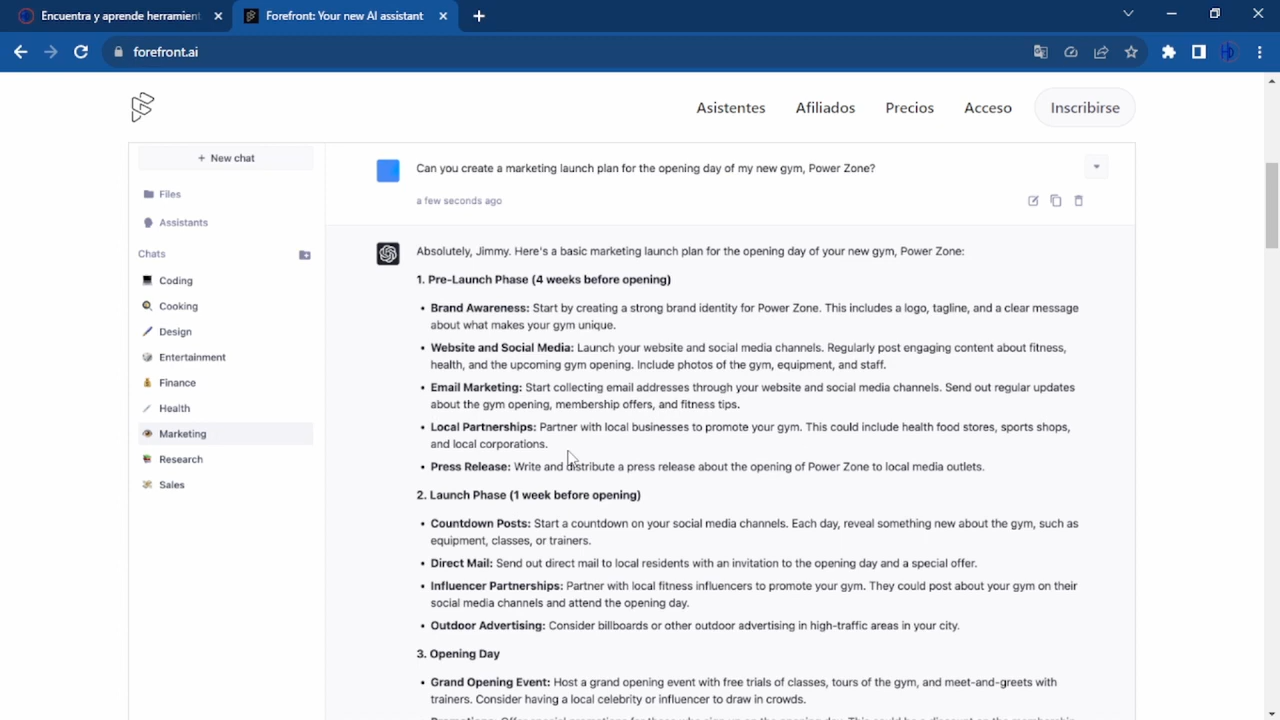 Encuentra y aprende herramient
Forefront: Your new AI assistant
forefront.ai
Asistentes
Afiliados
Precios
Acceso
Inscribirse
+ New chat
Files
Assistants
Chats
Coding
Cooking
Design
Entertainment
Finance
Health
Marketing
Research
Sales
Can you create a marketing launch plan for the opening day of my new gym, Power Zone?
a few seconds ago
Absolutely, Jimmy. Here's a basic marketing launch plan for the opening day of your new gym, Power Zone:
1. Pre-Launch Phase (4 weeks before opening)
• Brand Awareness: Start by creating a strong brand identity for Power Zone. This includes a logo, tagline, and a clear message
about what makes your gym unique.
• Website and Social Media: Launch your website and social media channels. Regularly post engaging content about fitness,
health, and the upcoming gym opening. Include photos of the gym, equipment, and staff.
• Email Marketing: Start collecting email addresses through your website and social media channels. Send out regular updates
about the gym opening, membership offers, and fitness tips.
• Local Partnerships: Partner with local businesses to promote your gym. This could include health food stores, sports shops,
and local corporations.
• Press Release: Write and distribute a press release about the opening of Power Zone to local media outlets.
2. Launch Phase (1 week before opening)
• Countdown Posts: Start a countdown on your social media channels. Each day, reveal something new about the gym, such as
equipment, classes, or trainers.
• Direct Mail: Send out direct mail to local residents with an invitation to the opening day and a special offer.
• Influencer Partnerships: Partner with local fitness influencers to promote your gym. They could post about your gym on their
social media channels and attend the opening day.
• Outdoor Advertising: Consider billboards or other outdoor advertising in high-traffic areas in your city.
3. Opening Day
• Grand Opening Event: Host a grand opening event with free trials of classes, tours of the gym, and meet-and-greets with
trainers. Consider having a local celebrity or influencer to draw in crowds.